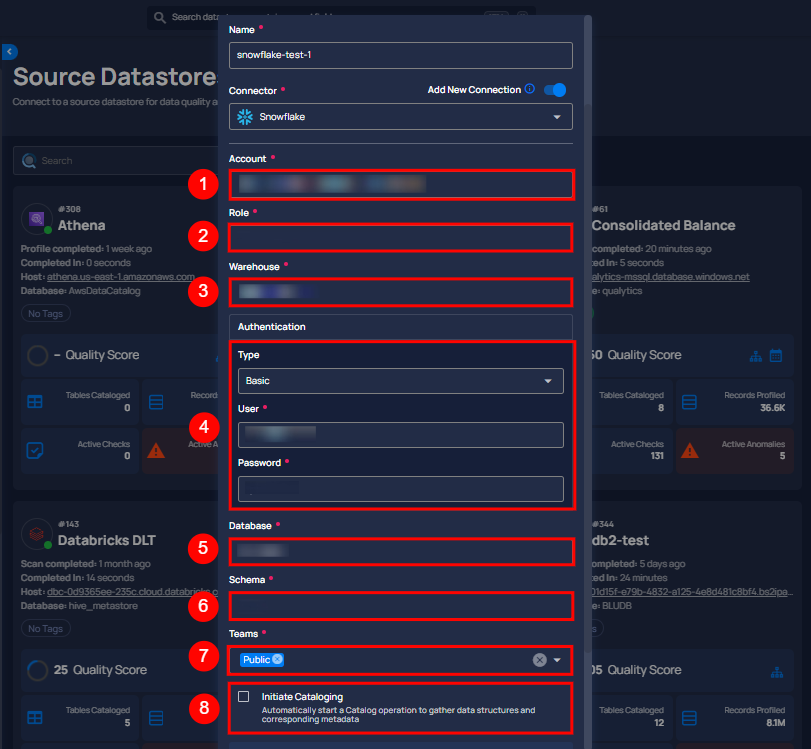 Search data
Name *
snowflake-test-1
Source Datastore
Connect to a source datastore for data quality a
Connector *
Add New Connection
Snowflake
Search
Account *
1
Role *
2
Warehouse *
3
Authentication
Type
Basic
User *
4
Password *
Database *
5
Schema *
6
Teams *
7
Public
8
Initiate Cataloging
Automatically start a Catalog operation to gather data structures and
corresponding metadata
#308
Athena
Profile completed: 1 week ago
Completed In: 0 seconds
Host: athena.us-east-1.amazonaws.com
Database: AwsDataCatalog
No Tags
– Quality Score
Tables Cataloged
0
Records
Active Checks
0
Active A
#61
Consolidated Balance
completed: 20 minutes ago
ed In: 5 seconds
alytics-mssql.database.windows.net
e: qualytics
60 Quality Score
Tables Cataloged
8
Records Profiled
36.6K
Active Checks
131
Active Anomalies
5
#143
Databricks DLT
Scan completed: 1 month ago
Completed In: 14 seconds
Host: dbc-0d9365ee-235c.cloud.databricks.c
Database: hive_metastore
No Tags
25 Quality Score
Tables Cataloged
5
Records
#344
db2-test
completed: 5 days ago
ed In: 24 minutes
01d15f-e79b-4832-a125-4e8d481c8bf4.bs2ipa...
e: BLUDB
s
05 Quality Score
Tables Cataloged
12
Records Profiled
8.1M